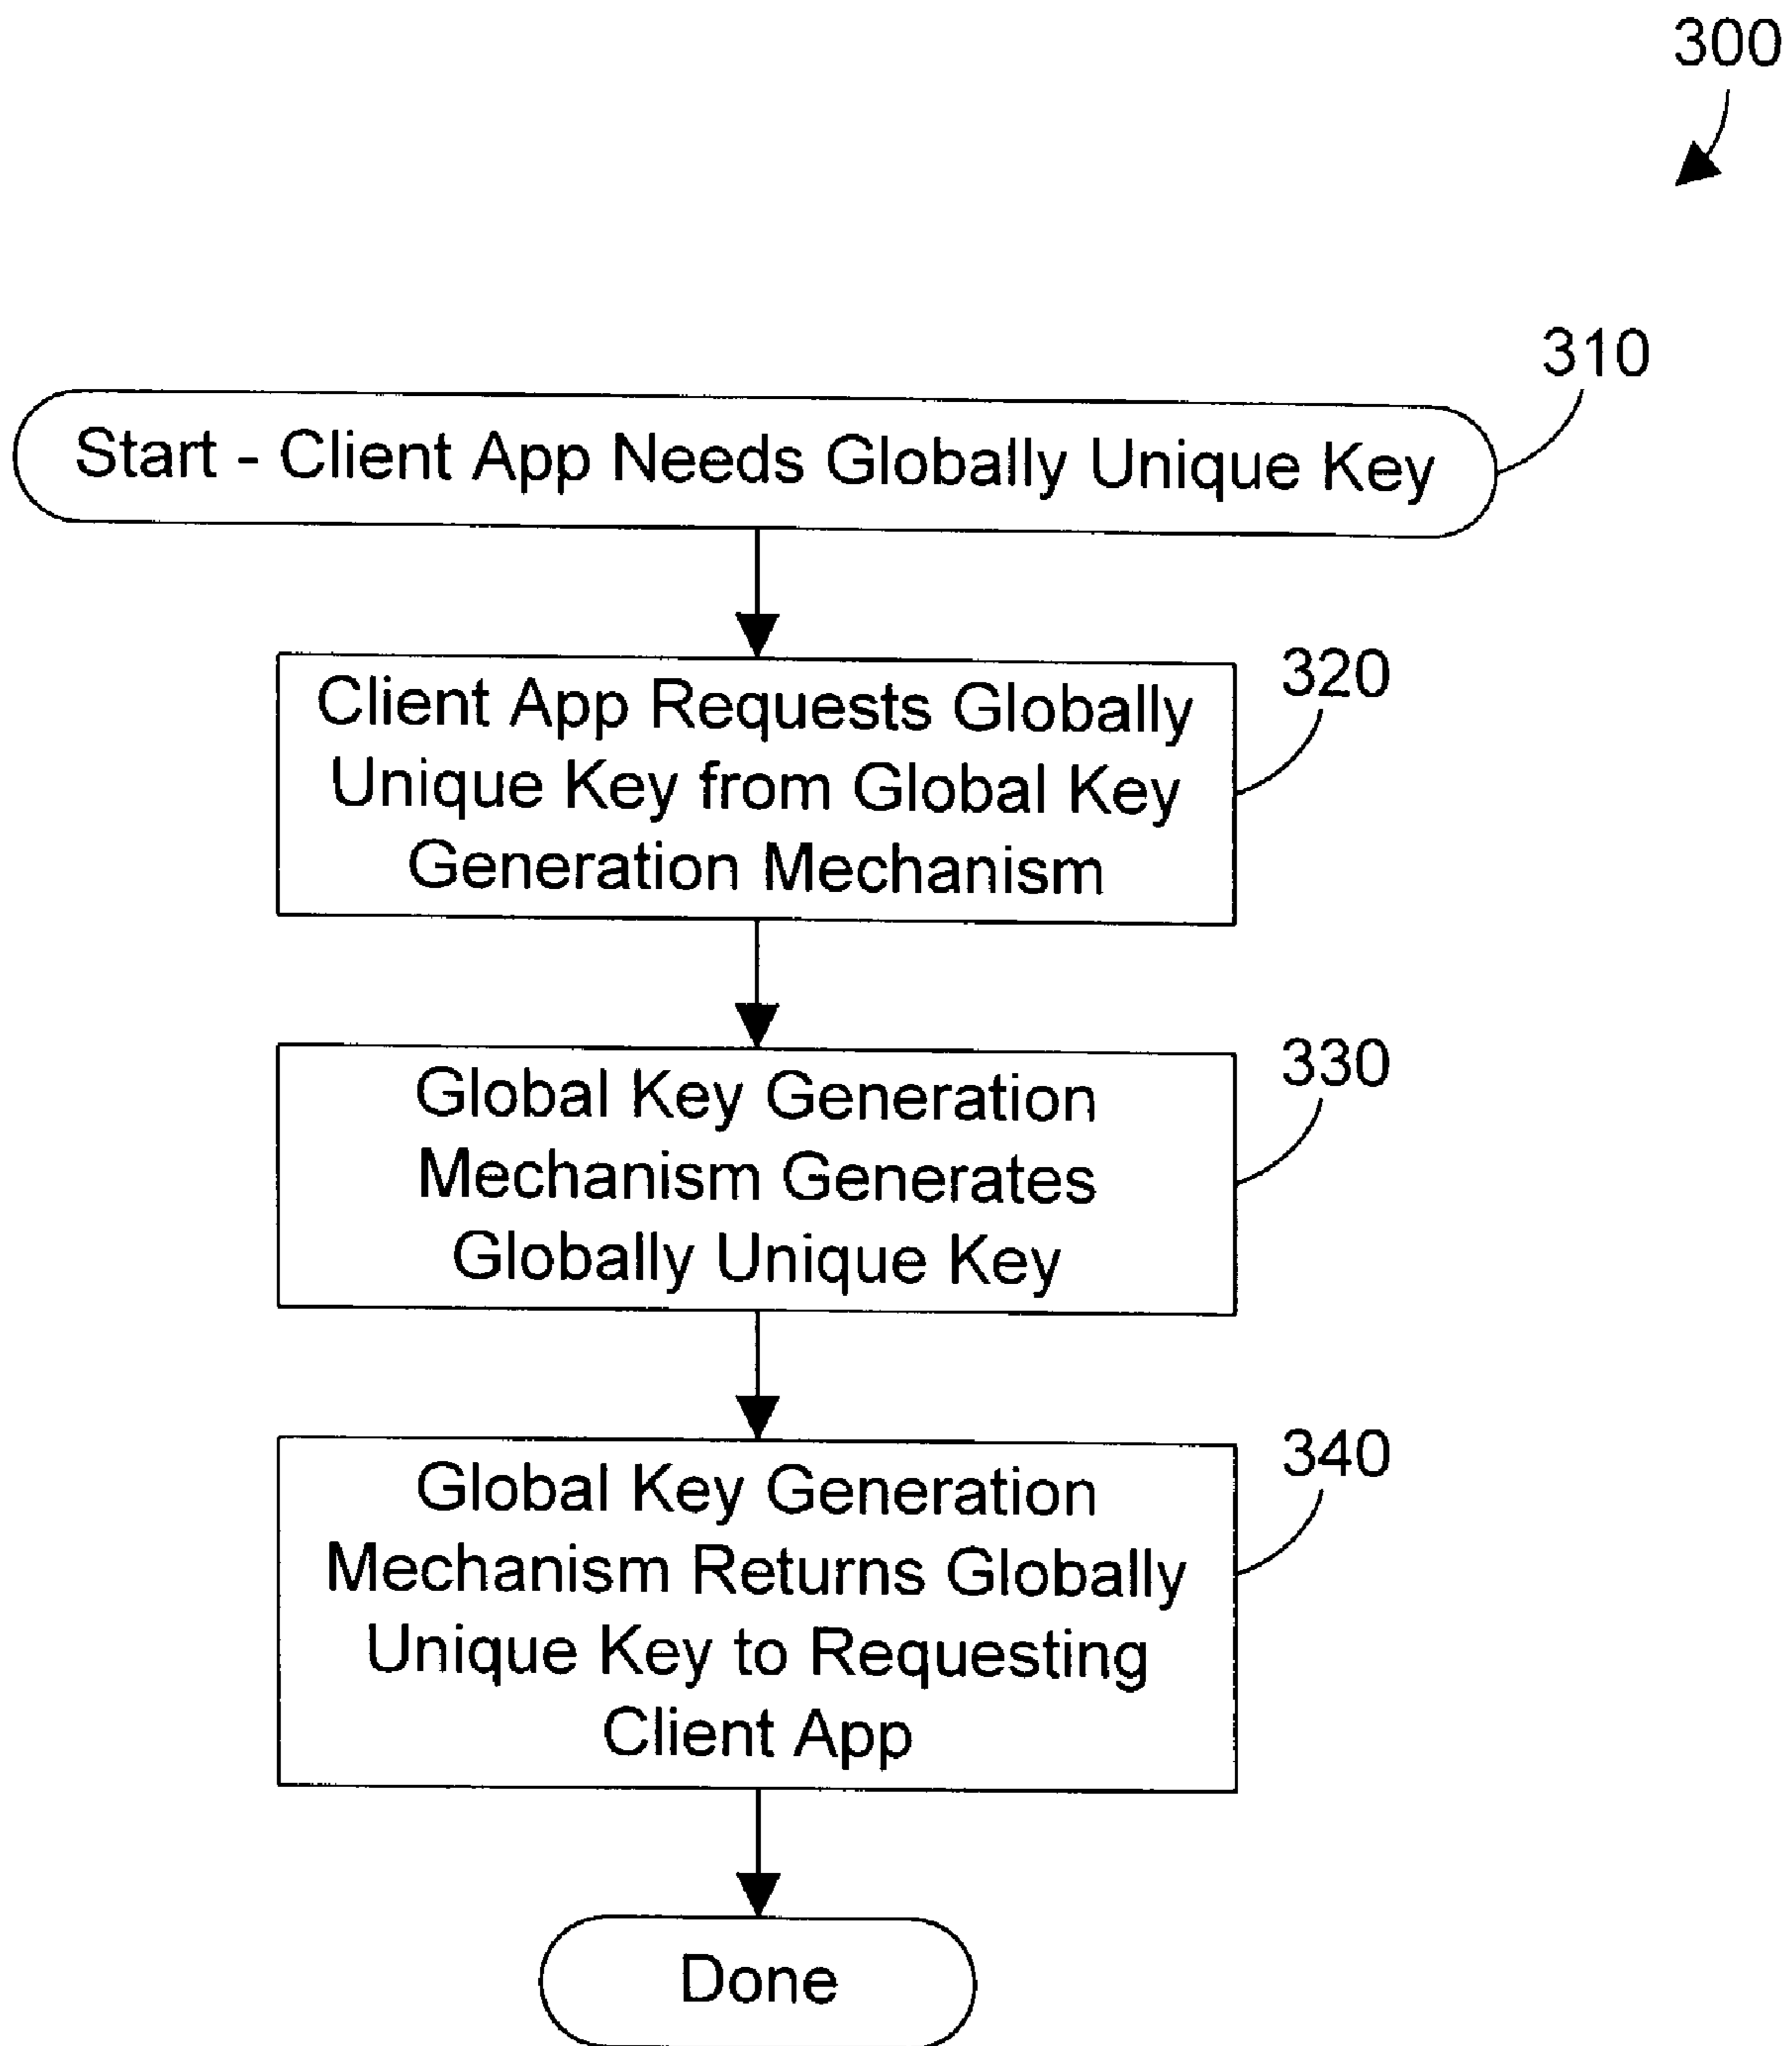 300
310
Start - Client App Needs Globally Unique Key
320
Client App Requests Globally
Unique Key from Global Key
Generation Mechanism
330
Global Key Generation
Mechanism Generates
Globally Unique Key
340
Global Key Generation
Mechanism Returns Globally
Unique Key to Requesting
Client App
Done